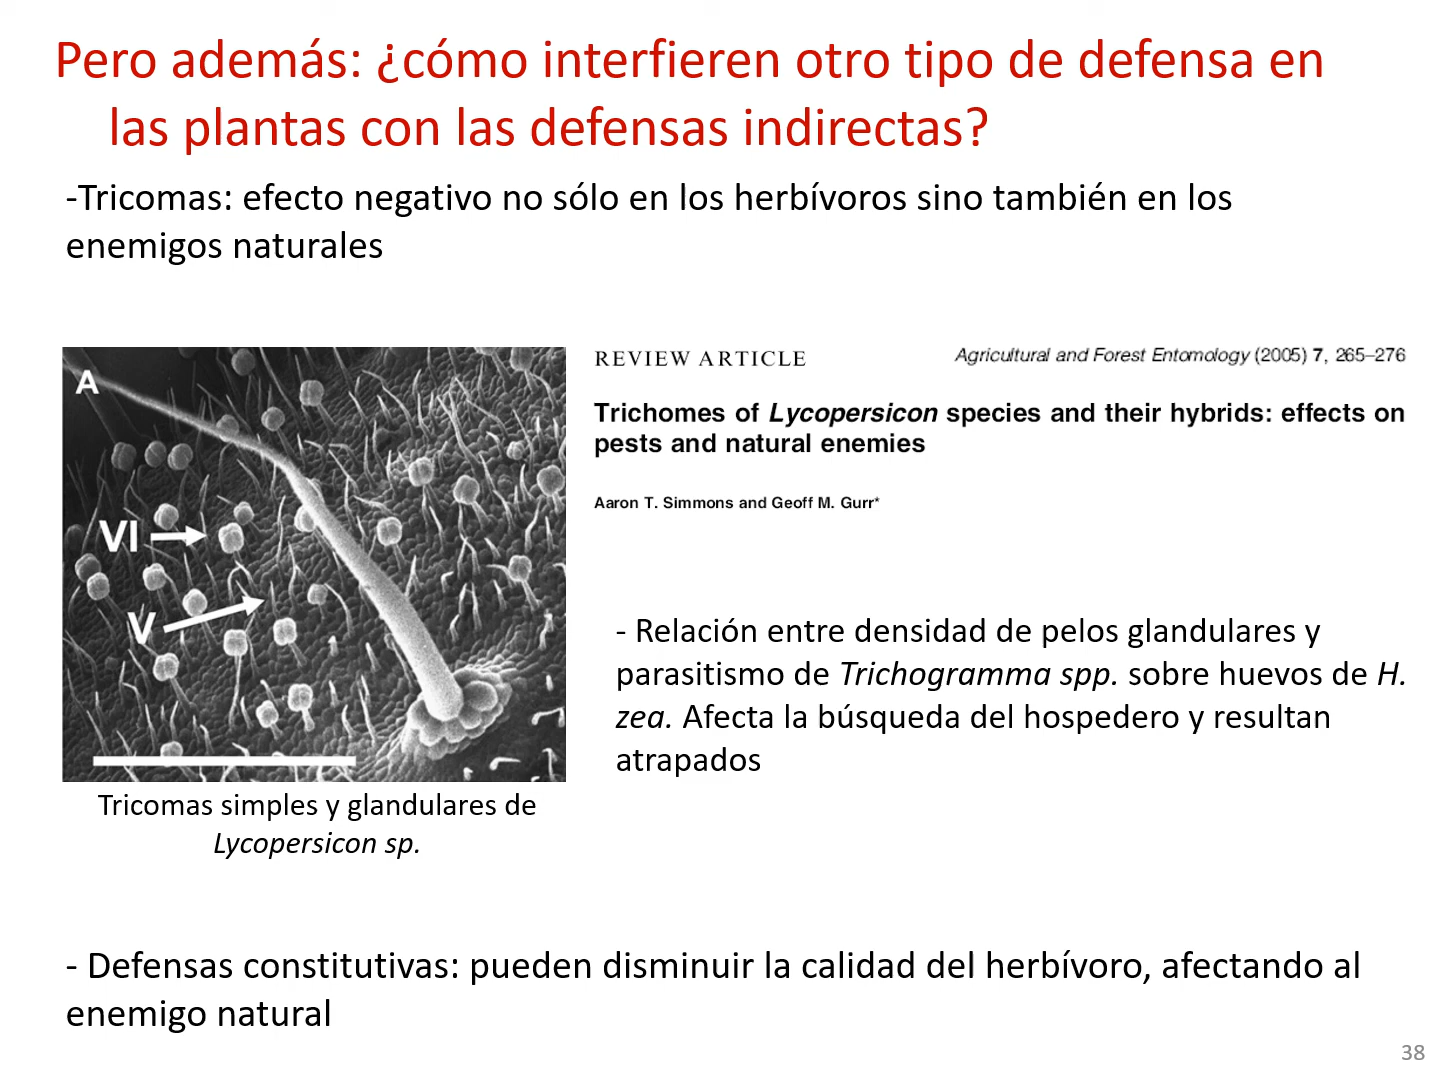 Pero además: ¿cómo interfieren otro tipo de defensa en
las plantas con las defensas indirectas?
-Tricomas: efecto negativo no sólo en los herbívoros sino también en los
enemigos naturales
A
VI
V
Tricomas simples y glandulares de
Lycopersicon sp.
REVIEW ARTICLE
Agricultural and Forest Entomology (2005) 7, 265–276
Trichomes of Lycopersicon species and their hybrids: effects on
pests and natural enemies
Aaron T. Simmons and Geoff M. Gurr*
- Relación entre densidad de pelos glandulares y
parasitismo de Trichogramma spp. sobre huevos de H.
zea. Afecta la búsqueda del hospedero y resultan
atrapados
- Defensas constitutivas: pueden disminuir la calidad del herbívoro, afectando al
enemigo natural
38